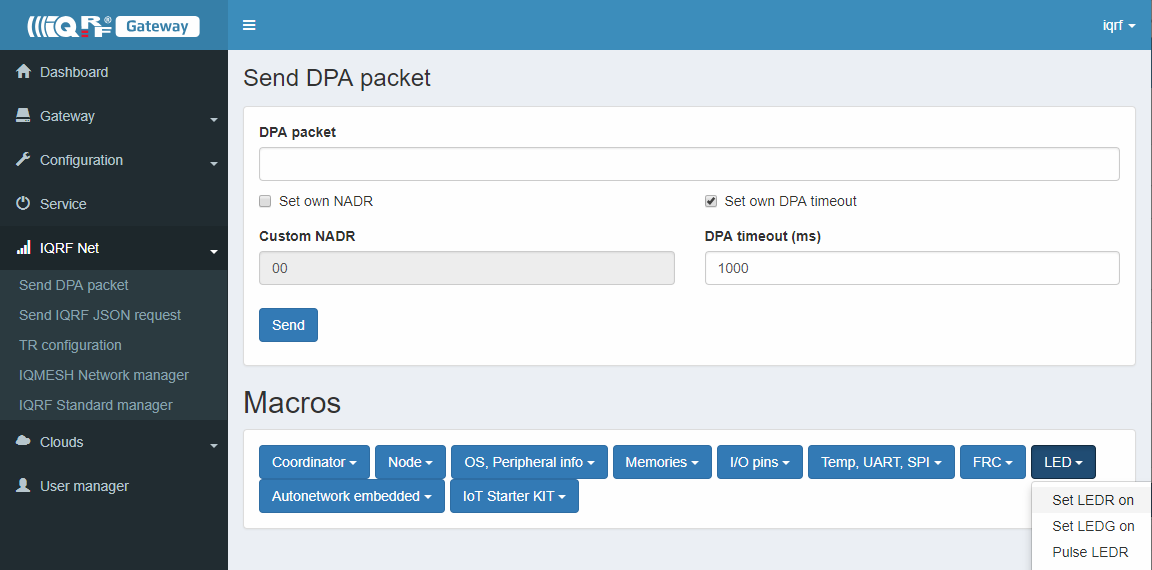 IQRF® Gateway
iqrf
Dashboard
Gateway
Configuration
Service
IQRF Net
Send DPA packet
Send IQRF JSON request
TR configuration
IQMESH Network manager
IQRF Standard manager
Clouds
User manager
Send DPA packet
DPA packet
Set own NADR
Set own DPA timeout
Custom NADR
DPA timeout (ms)
00
1000
Send
Macros
Coordinator
Node
OS, Peripheral info
Memories
I/O pins
Temp, UART, SPI
FRC
LED
Autonetwork embedded
IoT Starter KIT
Set LEDR on
Set LEDG on
Pulse LEDR